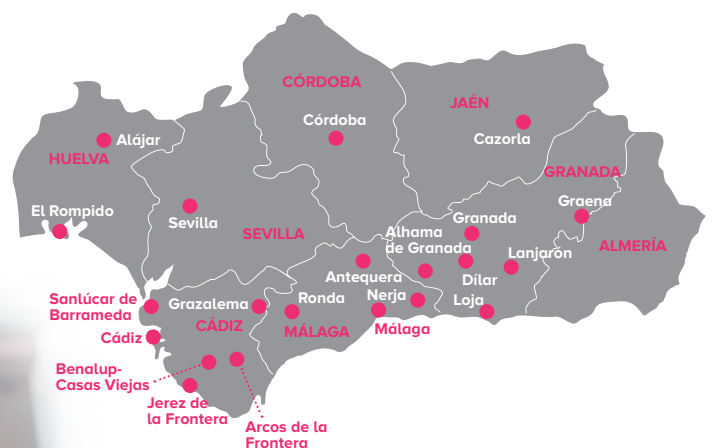 CÓRDOBA
JAÉN
Córdoba
Alájar
Cazorla
HUELVA
GRANADA
Graena
El Rompido
Granada
Sevilla
SEVILLA
Alhama
de Granada
Lanjarón
ALMERÍA
Antequera
Dílar
Sanlúcar de
Barrameda
Grazalema
Ronda
Nerja
Loja
CÁDIZ
MÁLAGA
Málaga
Cádiz
Benalup-
Casas Viejas
Jerez de
la Frontera
Arcos de la
Frontera